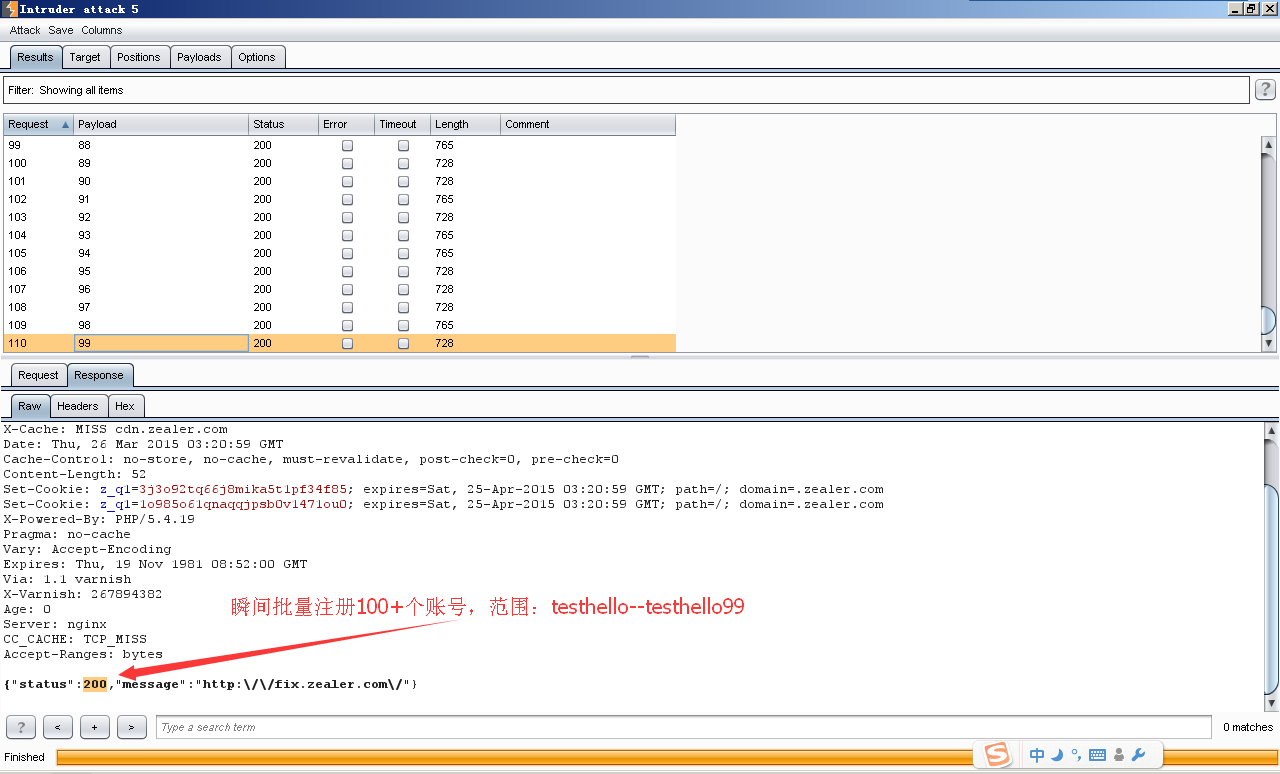 Intruder attack 5
Attack Save Columns
Results Target Positions Payloads Options
Filter: Showing all items ?
Request Payload Status Error Timeout Length Comment
99 88 200 765
100 89 200 728
101 90 200 728
102 91 200 765
103 92 200 728
104 93 200 765
105 94 200 765
106 95 200 728
107 96 200 728
108 97 200 728
109 98 200 765
110 99 200 728
Request Response
Raw Headers Hex
X-Cache: MISS cdn.zealer.com
Date: Thu, 26 Mar 2015 03:20:59 GMT
Cache-Control: no-store, no-cache, must-revalidate, post-check=0, pre-check=0
Content-Length: 52
Set-Cookie: z_q1=3j3o92tq66j8mika5t1pf34f85; expires=Sat, 25-Apr-2015 03:20:59 GMT; path=/; domain=.zealer.com
Set-Cookie: z_q1=1o985o61qnaqqjpsb0v1471ou0; expires=Sat, 25-Apr-2015 03:20:59 GMT; path=/; domain=.zealer.com
X-Powered-By: PHP/5.4.19
Pragma: no-cache
Vary: Accept-Encoding
Expires: Thu, 19 Nov 1981 08:52:00 GMT
Via: 1.1 varnish
X-Varnish: 267894382
Age: 0
瞬间批量注册100+个账号，范围：testhello--testhello99
Server: nginx
CC_CACHE: TCP_MISS
Accept-Ranges: bytes
{"status":200,"message":"http:\/\/fix.zealer.com\/"}
? < + > Type a search term 0 matches
Finished
S 中